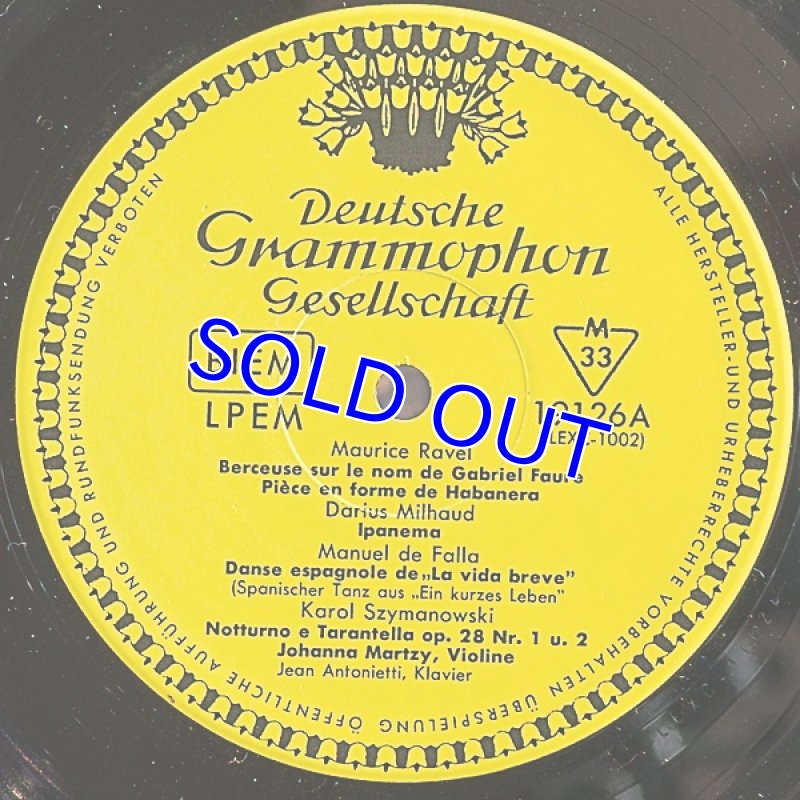 Deutsche
Grammophon
Gesellschaft
BIEM
LPEM
M
33
19126A
SOLD OUT
Maurice Ravel
Berceuse sur le nom de Gabriel Fauré
Pièce en forme de Habanera
Darius Milhaud
Ipanema
Manuel de Falla
Danse espagnole de „La vida breve"
(Spanischer Tanz aus „Ein kurzes Leben"
Karol Szymanowski
Notturno e Tarantella op. 28 Nr. 1 u. 2
Johanna Martzy, Violine
Jean Antonietti, Klavier
ALLE HERSTELLER- UND URHEBERRECHTE VORBEHALTEN ÜBERSPIELUNG ÖFFENTLICHE AUFFÜHRUNG UND RUNDFUNKSENDUNG VERBOTEN